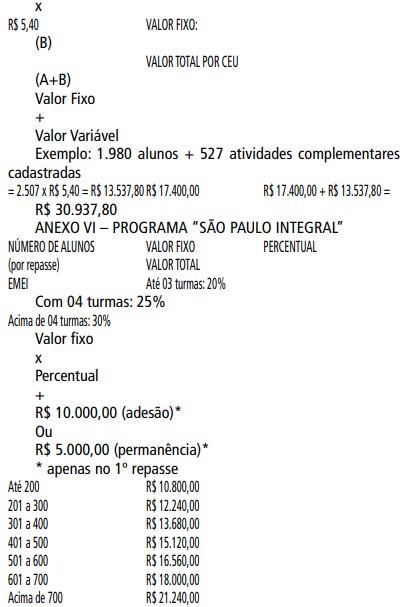 x
R$ 5,40 VALOR FIXO:
(B)
VALOR TOTAL POR CEU
(A+B)
Valor Fixo
+
Valor Variável
Exemplo: 1.980 alunos + 527 atividades complementares
cadastradas
= 2.507 x R$ 5,40 = R$ 13.537,80 R$ 17.400,00 R$ 17.400,00 + R$ 13.537,80 =
R$ 30.937,80
ANEXO VI – PROGRAMA "SÃO PAULO INTEGRAL"
NÚMERO DE ALUNOS VALOR FIXO PERCENTUAL
(por repasse) VALOR TOTAL
EMEI Até 03 turmas: 20%
Com 04 turmas: 25%
Acima de 04 turmas: 30%
Valor fixo
x
Percentual
+
R$ 10.000,00 (adesão)*
Ou
R$ 5.000,00 (permanência)*
* apenas no 1º repasse
Até 200 R$ 10.800,00
201 a 300 R$ 12.240,00
301 a 400 R$ 13.680,00
401 a 500 R$ 15.120,00
501 a 600 R$ 16.560,00
601 a 700 R$ 18.000,00
Acima de 700 R$ 21.240,00